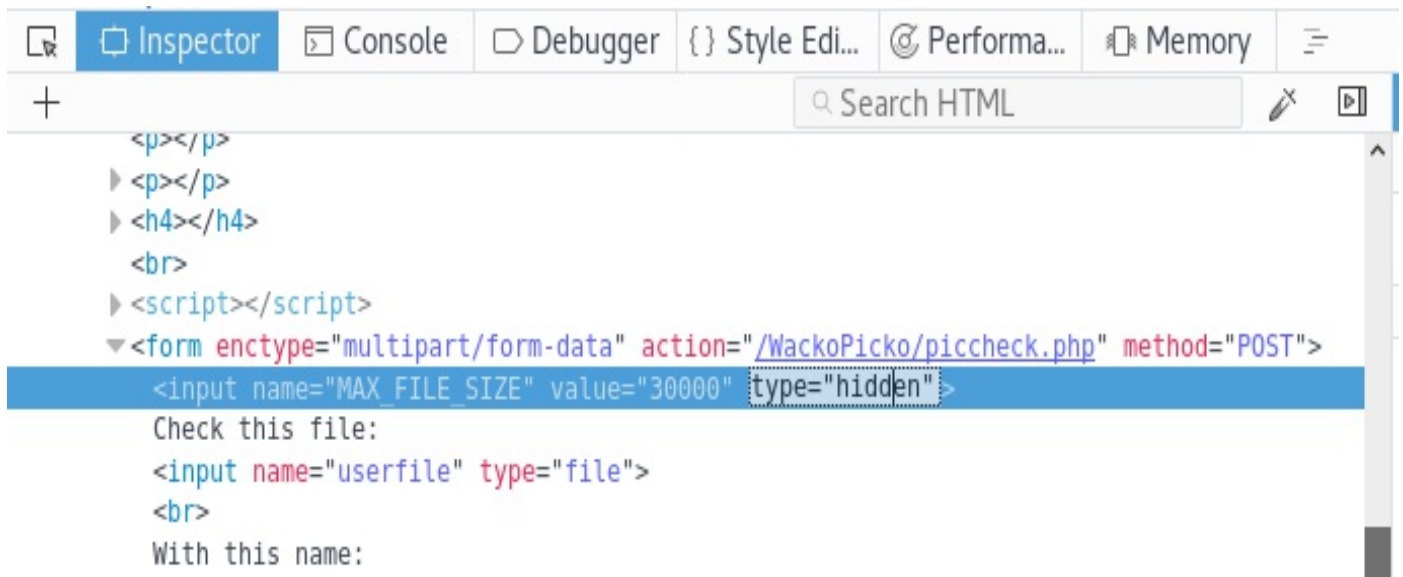 Inspector Console Debugger {} Style Edi... Performa... Memory
+ Search HTML
<p></p>
<p></p>
<h4></h4>
<br>
<script></script>
<form enctype="multipart/form-data" action="/WackoPicko/piccheck.php" method="POST">
<input name="MAX_FILE_SIZE" value="30000" type="hidden">
Check this file:
<input name="userfile" type="file">
<br>
With this name: